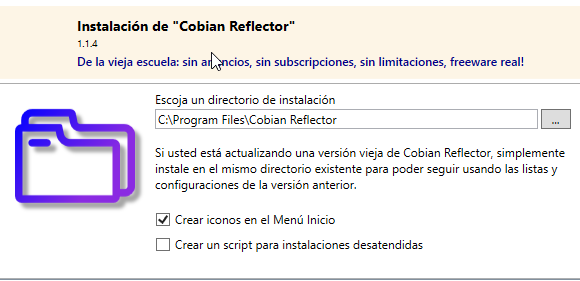 Instalación de "Cobian Reflector"
1.1.4
De la vieja escuela: sin anuncios, sin subscripciones, sin limitaciones, freeware real!
Escoja un directorio de instalación
C:\Program Files\Cobian Reflector
...
Si usted está actualizando una versión vieja de Cobian Reflector, simplemente
instale en el mismo directorio existente para poder seguir usando las listas y
configuraciones de la versión anterior.
Crear iconos en el Menú Inicio
Crear un script para instalaciones desatendidas